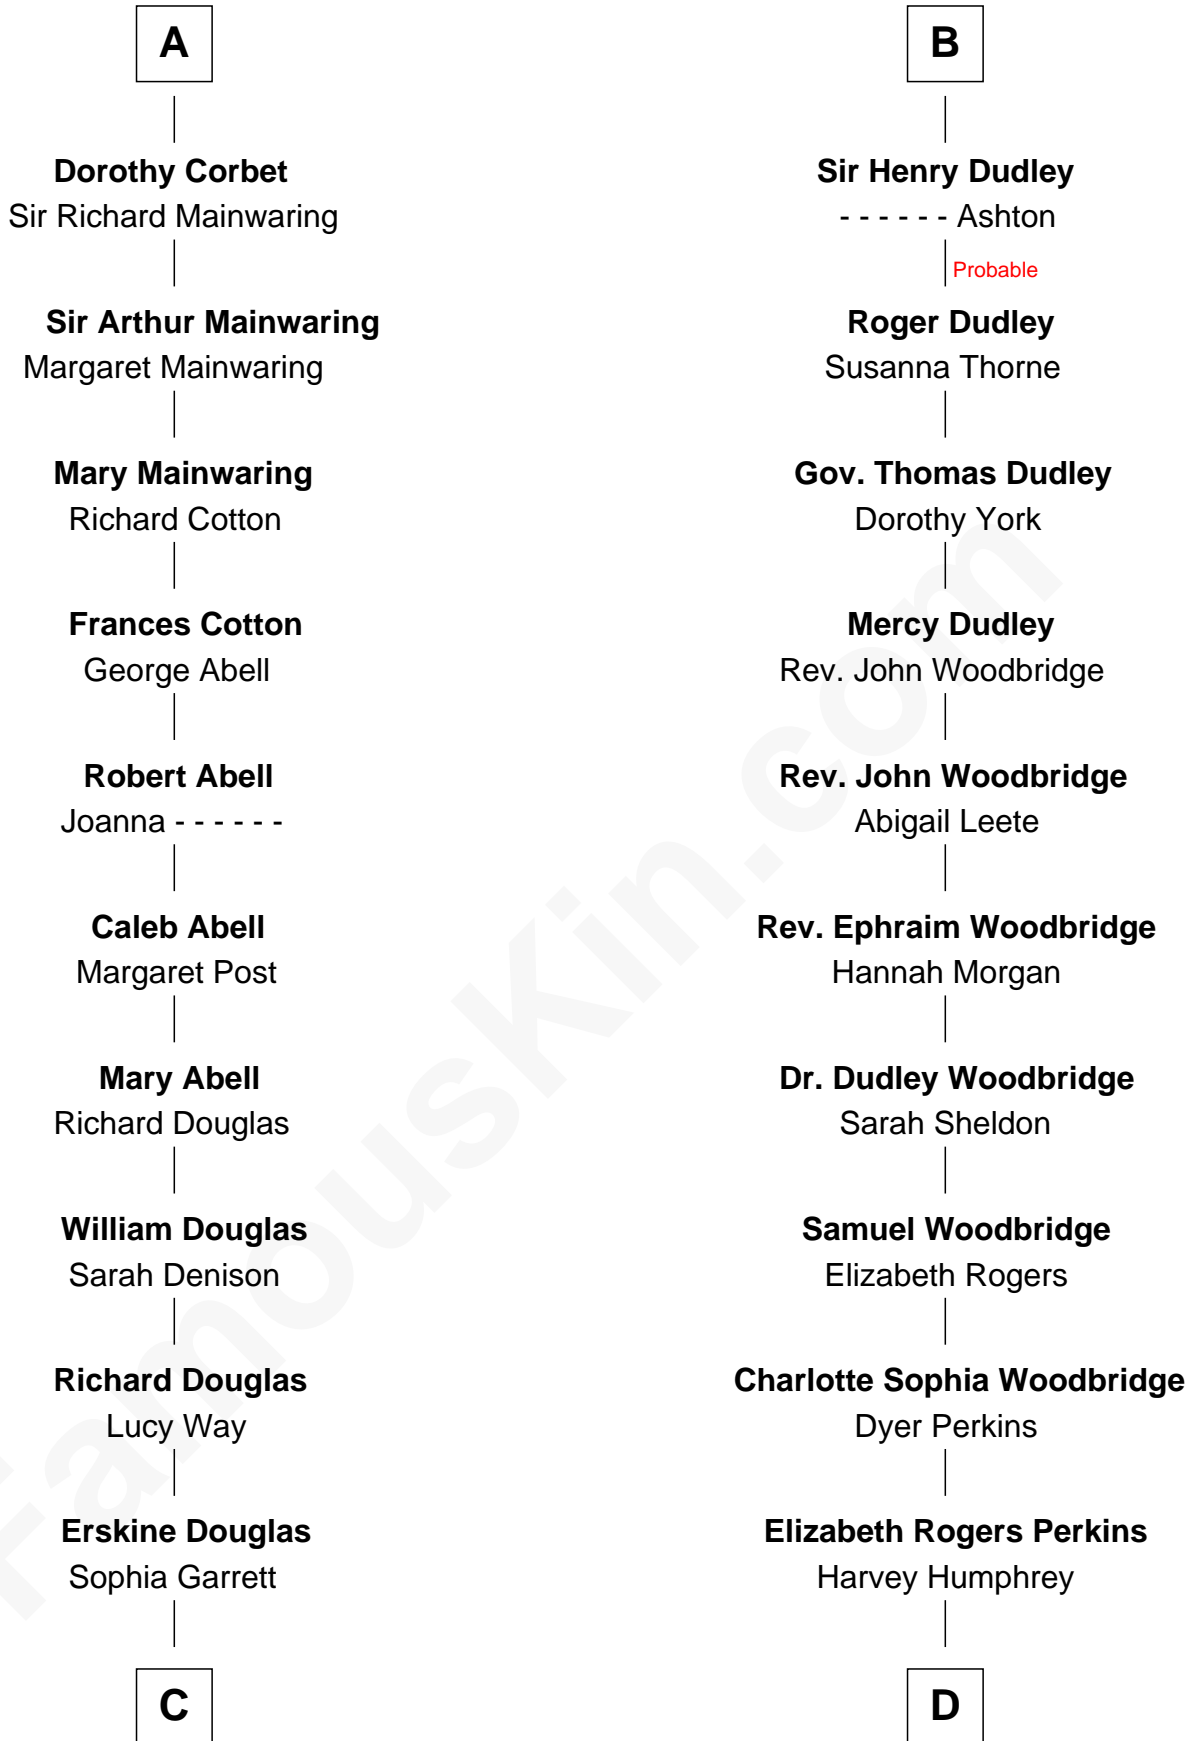 A
Dorothy Corbet
Sir Richard Mainwaring
Sir Arthur Mainwaring
Margaret Mainwaring
Mary Mainwaring
Richard Cotton
Frances Cotton
George Abell
Robert Abell
Joanna - - - - - -
Caleb Abell
Margaret Post
Mary Abell
Richard Douglas
William Douglas
Sarah Denison
Richard Douglas
Lucy Way
Erskine Douglas
Sophia Garrett
C
B
Sir Henry Dudley
- - - - - - Ashton
Probable
Roger Dudley
Susanna Thorne
Gov. Thomas Dudley
Dorothy York
Mercy Dudley
Rev. John Woodbridge
Rev. John Woodbridge
Abigail Leete
Rev. Ephraim Woodbridge
Hannah Morgan
Dr. Dudley Woodbridge
Sarah Sheldon
Samuel Woodbridge
Elizabeth Rogers
Charlotte Sophia Woodbridge
Dyer Perkins
Elizabeth Rogers Perkins
Harvey Humphrey
D
FamousKin.com